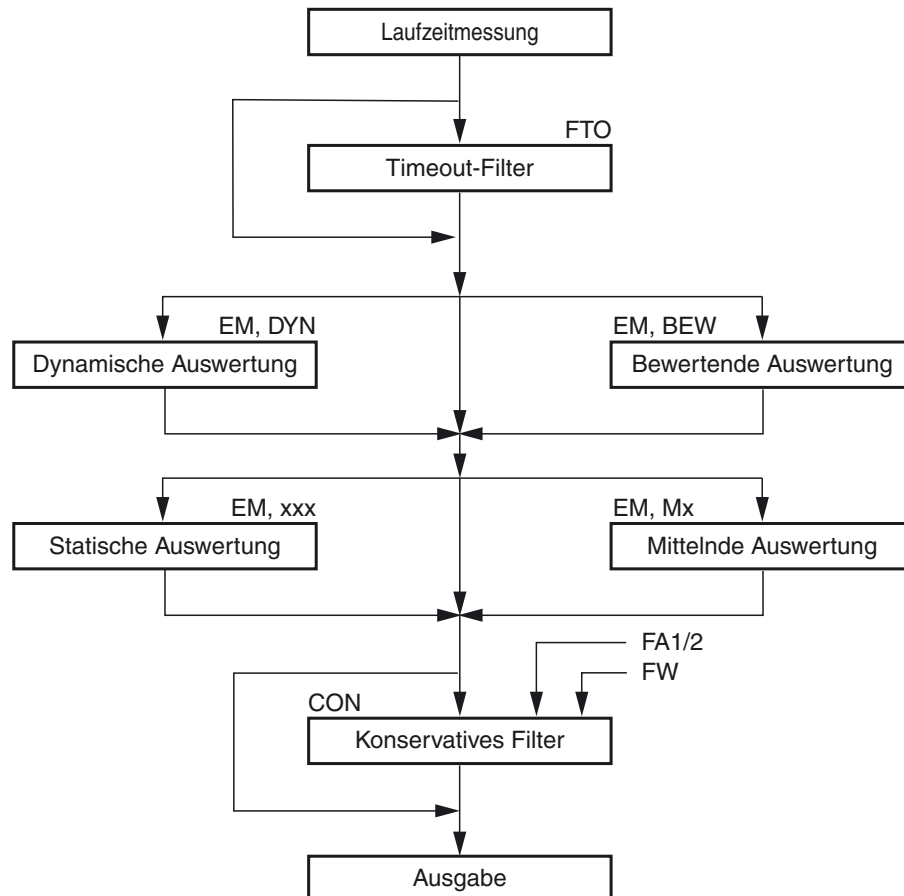 Laufzeitmessung
FTO
Timeout-Filter
EM, DYN
EM, BEW
Dynamische Auswertung
Bewertende Auswertung
EM, xxx
EM, Mx
Statische Auswertung
Mittelnde Auswertung
FA1/2
FW
CON
Konservatives Filter
Ausgabe